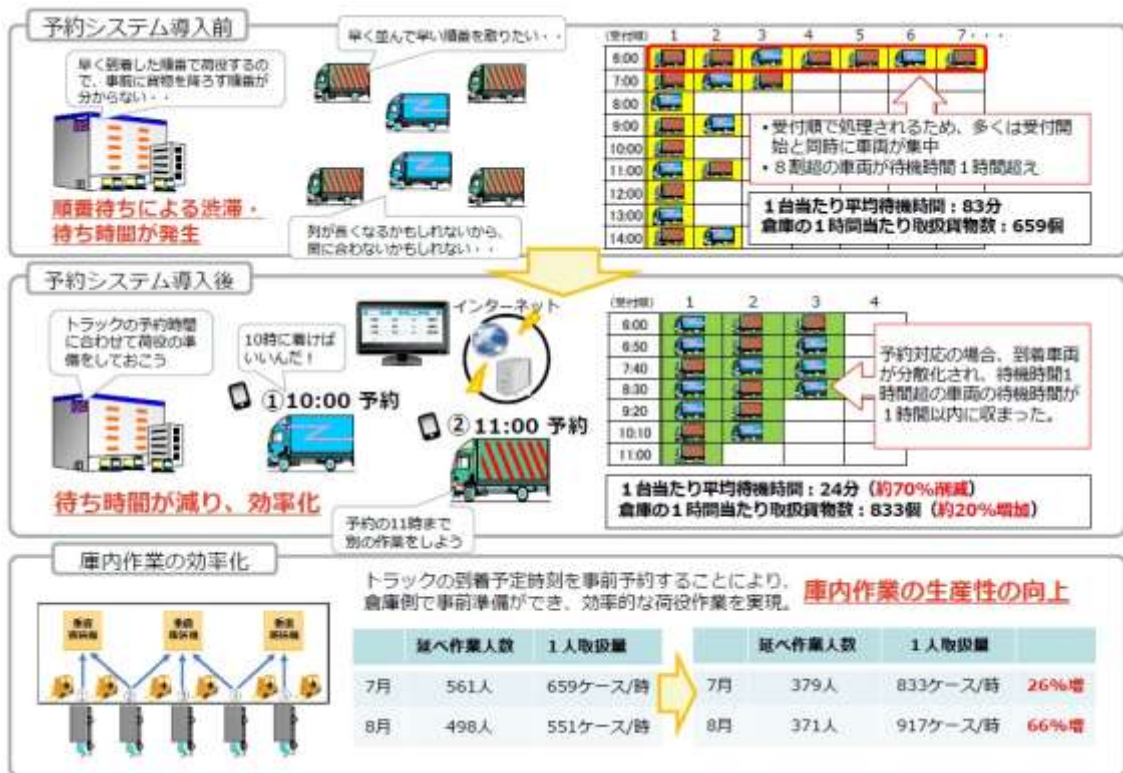 予約システム導入前
早く到着した順番で荷役するの
で、事前に貨物を降ろす順番が
分からない・・
早く並んで早い順番を取りたい・・
順番待ちによる渋滞・
待ち時間が発生
列が長くなるかもしれないから、
間に合わないかもしれない・・
(受付順) 1 2 3 4 5 6 7・・・
6:00
7:00
8:00
9:00
10:00
11:00
12:00
13:00
14:00
・受付順で処理されるため、多くは受付開
始と同時に車両が集中
・8割超の車両が待機時間1時間超え
1台当たり平均待機時間:83分
倉庫の1時間当たり取扱貨物数:659個
予約システム導入後
トラックの予約時間
に合わせて荷役の準
備をしておこう
10時に着けば
いいんだ!
インターネット
①10:00 予約
②11:00 予約
待ち時間が減り、効率化
予約の11時まで
別の作業をしよう
(受付順) 1 2 3 4
6:00
6:50
7:40
8:30
9:20
10:10
11:00
予約対応の場合、到着車両
が分散化され、待機時間1
時間超の車両の待機時間が
1時間以内に収まった。
1台当たり平均待機時間:24分(約70%削減)
倉庫の1時間当たり取扱貨物数:833個(約20%増加)
庫内作業の効率化
トラックの到着予定時刻を事前予約することにより、
倉庫側で事前準備ができ、効率的な荷役作業を実現。
庫内作業の生産性の向上
垂直 垂直 垂直
延べ作業人数 1人取扱量
7月 561人 659ケース/時
8月 498人 551ケース/時
延べ作業人数 1人取扱量
7月 379人 833ケース/時 26%増
8月 371人 917ケース/時 66%増